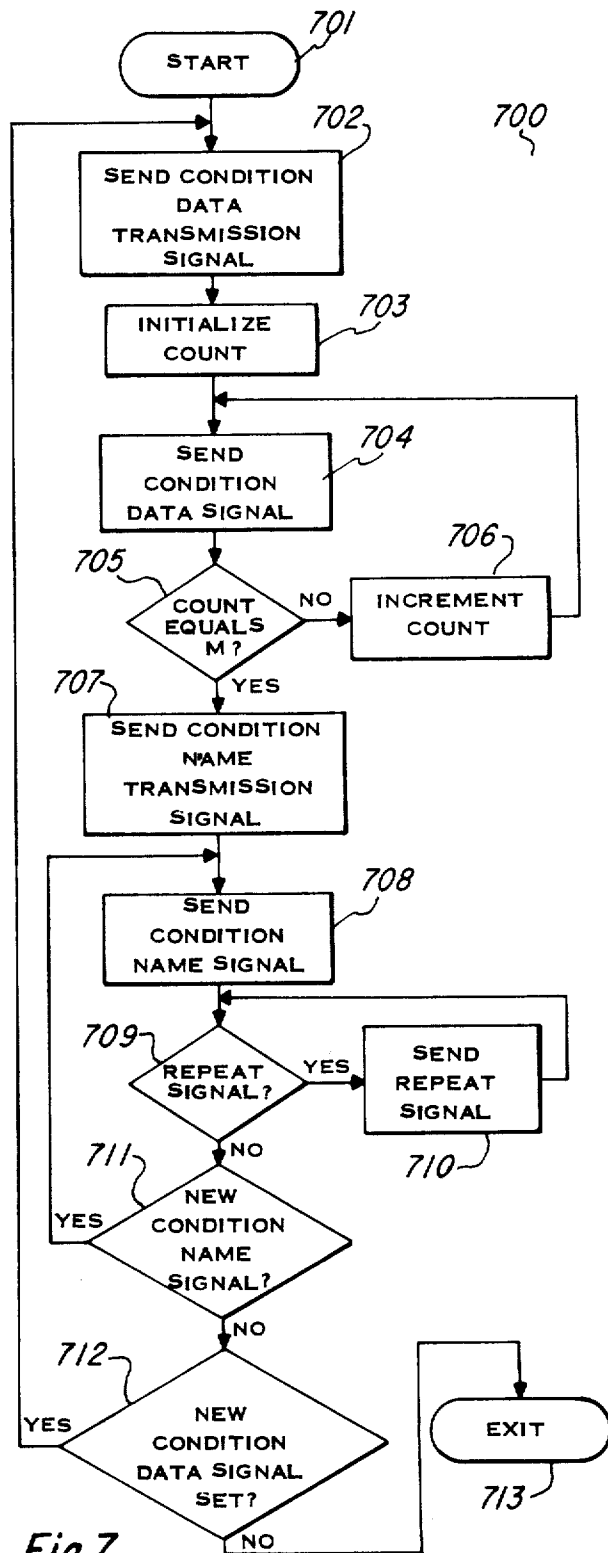 701
START
702
700
SEND CONDITION
DATA
TRANSMISSION
SIGNAL
703
INITIALIZE
COUNT
704
SEND
CONDITION
DATA SIGNAL
705
706
COUNT
EQUALS
M?
NO
INCREMENT
COUNT
YES
707
SEND CONDITION
NAME
TRANSMISSION
SIGNAL
708
SEND
CONDITION
NAME SIGNAL
709
REPEAT
SIGNAL?
YES
SEND
REPEAT
SIGNAL
710
NO
711
YES
NEW
CONDITION
NAME
SIGNAL?
NO
712
YES
NEW
CONDITION
DATA SIGNAL
SET?
EXIT
713
NO
Fig. 7